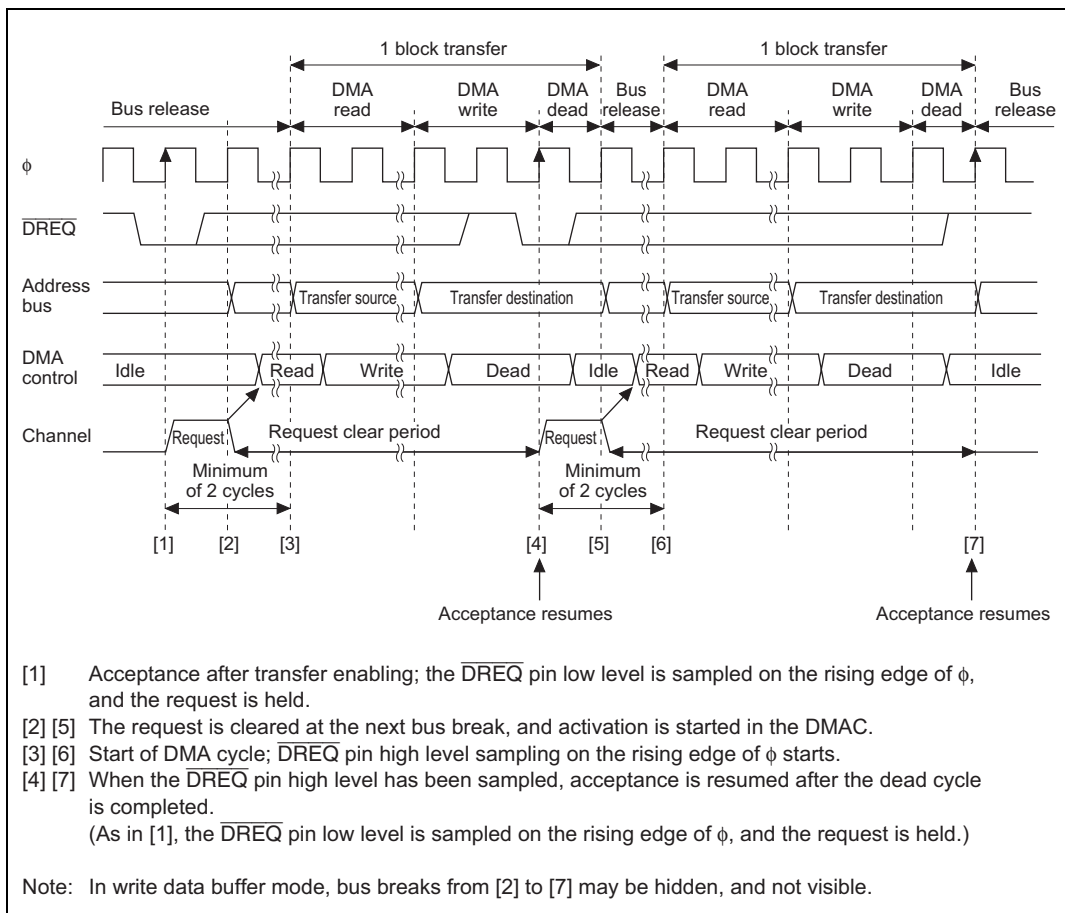 1 block transfer 1 block transfer
Bus release DMA read DMA write DMA dead Bus release DMA read DMA write DMA dead Bus release
ϕ
DREQ
Address bus Transfer source Transfer destination Transfer source Transfer destination
DMA control Idle Read Write Dead Idle Read Write Dead Idle
Channel Request Request clear period Request Request clear period
Minimum of 2 cycles Minimum of 2 cycles
[1] [2] [3] [4] [5] [6] [7]
Acceptance resumes Acceptance resumes
[1] Acceptance after transfer enabling; the DREQ pin low level is sampled on the rising edge of ϕ,
and the request is held.
[2] [5] The request is cleared at the next bus break, and activation is started in the DMAC.
[3] [6] Start of DMA cycle; DREQ pin high level sampling on the rising edge of ϕ starts.
[4] [7] When the DREQ pin high level has been sampled, acceptance is resumed after the dead cycle
is completed.
(As in [1], the DREQ pin low level is sampled on the rising edge of ϕ, and the request is held.)
Note: In write data buffer mode, bus breaks from [2] to [7] may be hidden, and not visible.